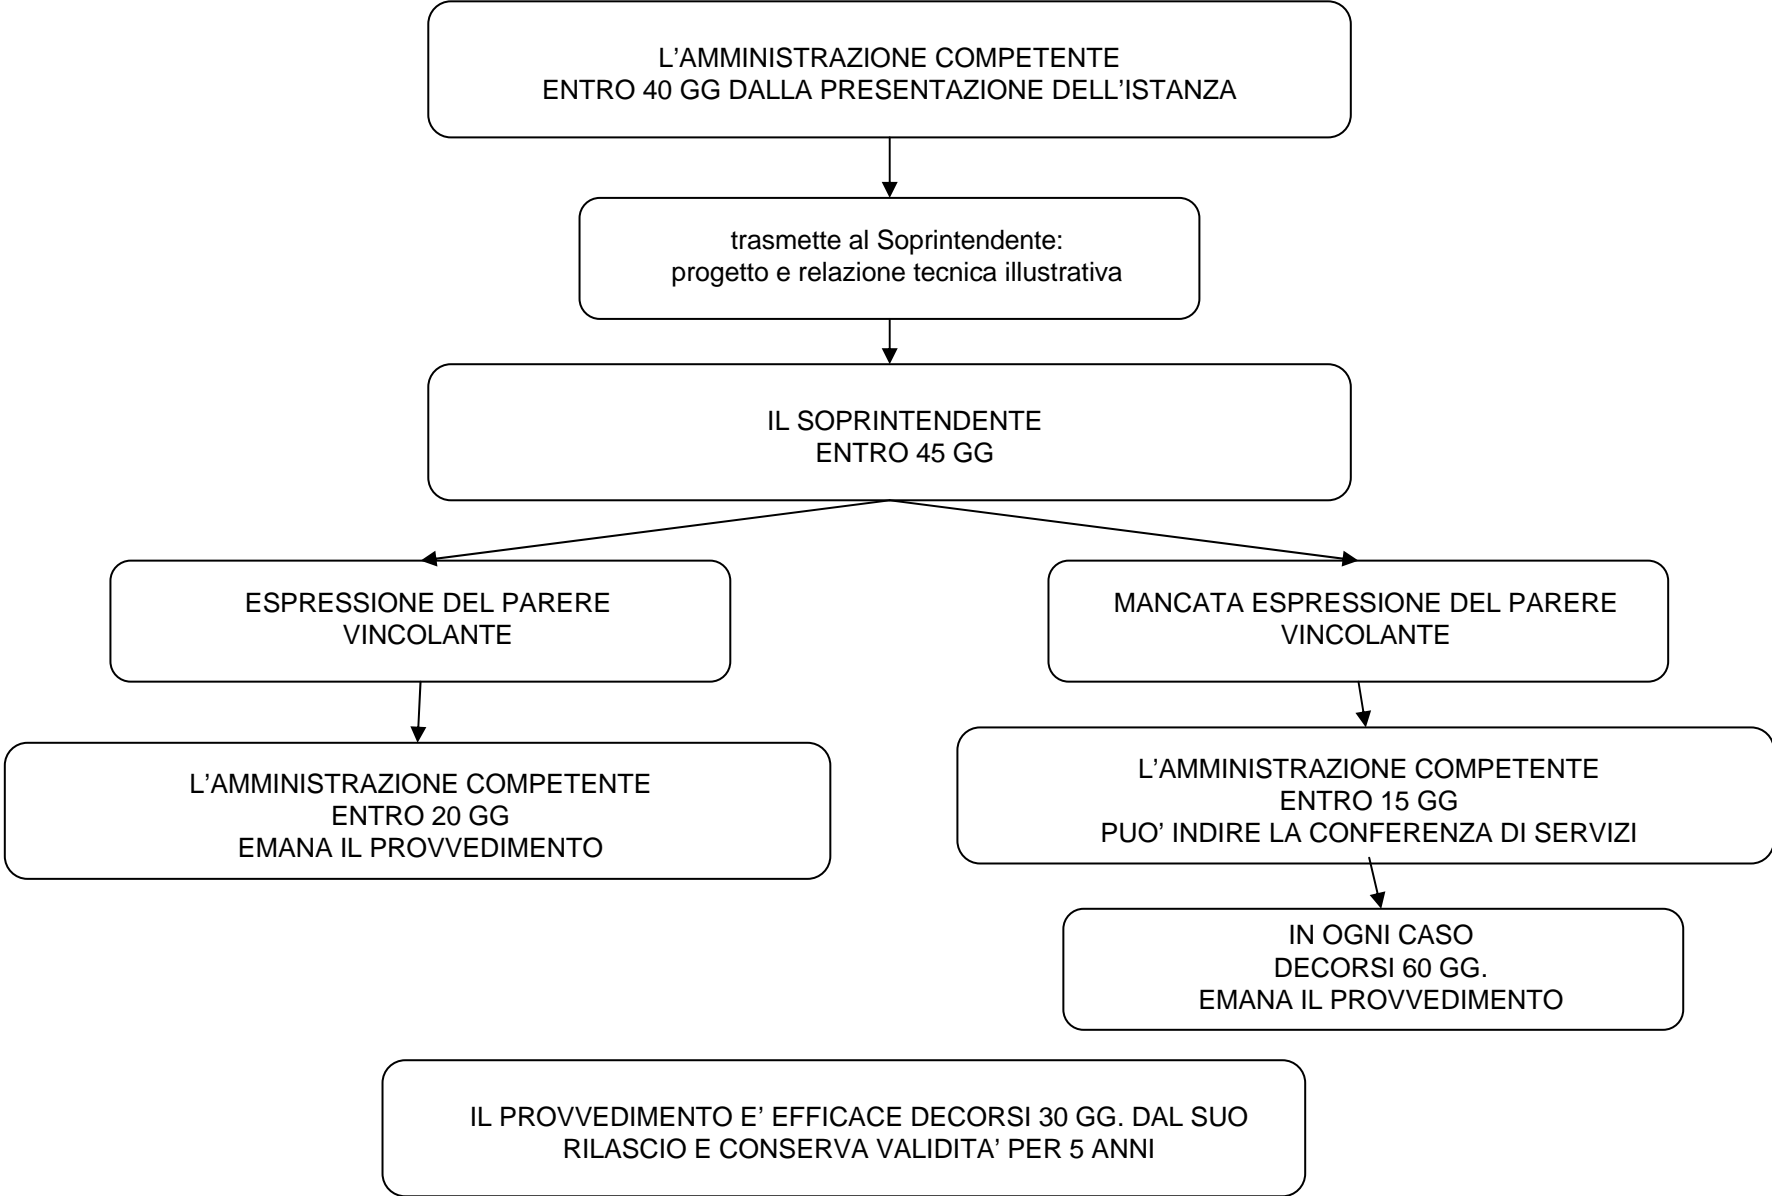 L’AMMINISTRAZIONE COMPETENTE
ENTRO 40 GG DALLA PRESENTAZIONE DELL’ISTANZA
trasmette al Soprintendente:
progetto e relazione tecnica illustrativa
IL SOPRINTENDENTE
ENTRO 45 GG
ESPRESSIONE DEL PARERE
VINCOLANTE
MANCATA ESPRESSIONE DEL PARERE
VINCOLANTE
L’AMMINISTRAZIONE COMPETENTE
ENTRO 20 GG
EMANA IL PROVVEDIMENTO
L’AMMINISTRAZIONE COMPETENTE
ENTRO 15 GG
PUO’ INDIRE LA CONFERENZA DI SERVIZI
IN OGNI CASO
DECORSI 60 GG.
EMANA IL PROVVEDIMENTO
IL PROVVEDIMENTO E’ EFFICACE DECORSI 30 GG. DAL SUO
RILASCIO E CONSERVA VALIDITA’ PER 5 ANNI